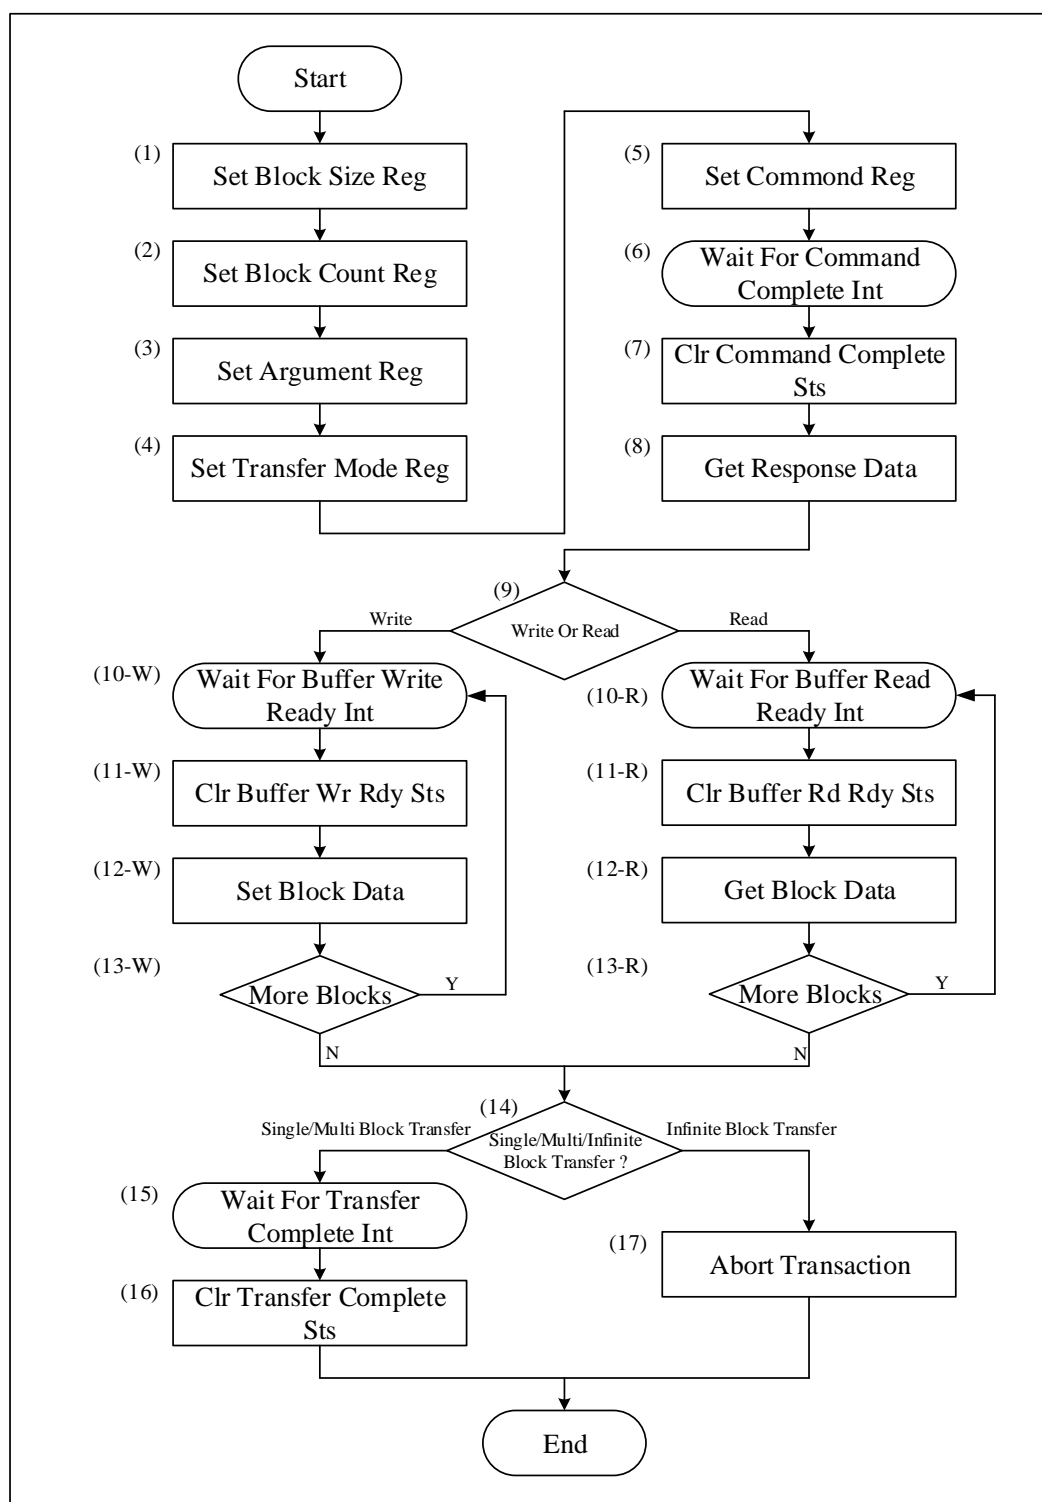 Start
(1)
Set Block Size Reg
(2)
Set Block Count Reg
(3)
Set Argument Reg
(4)
Set Transfer Mode Reg
(5)
Set Commond Reg
(6)
Wait For Command
Complete Int
(7)
Clr Command Complete
Sts
(8)
Get Response Data
(9)
Write Or Read
Write
Read
(10-W)
Wait For Buffer Write
Ready Int
(11-W)
Clr Buffer Wr Rdy Sts
(12-W)
Set Block Data
(13-W)
More Blocks
Y
N
(10-R)
Wait For Buffer Read
Ready Int
(11-R)
Clr Buffer Rd Rdy Sts
(12-R)
Get Block Data
(13-R)
More Blocks
Y
N
(14)
Single/Multi/Infinite
Block Transfer ?
Single/Multi Block Transfer
Infinite Block Transfer
(15)
Wait For Transfer
Complete Int
(16)
Clr Transfer Complete
Sts
(17)
Abort Transaction
End